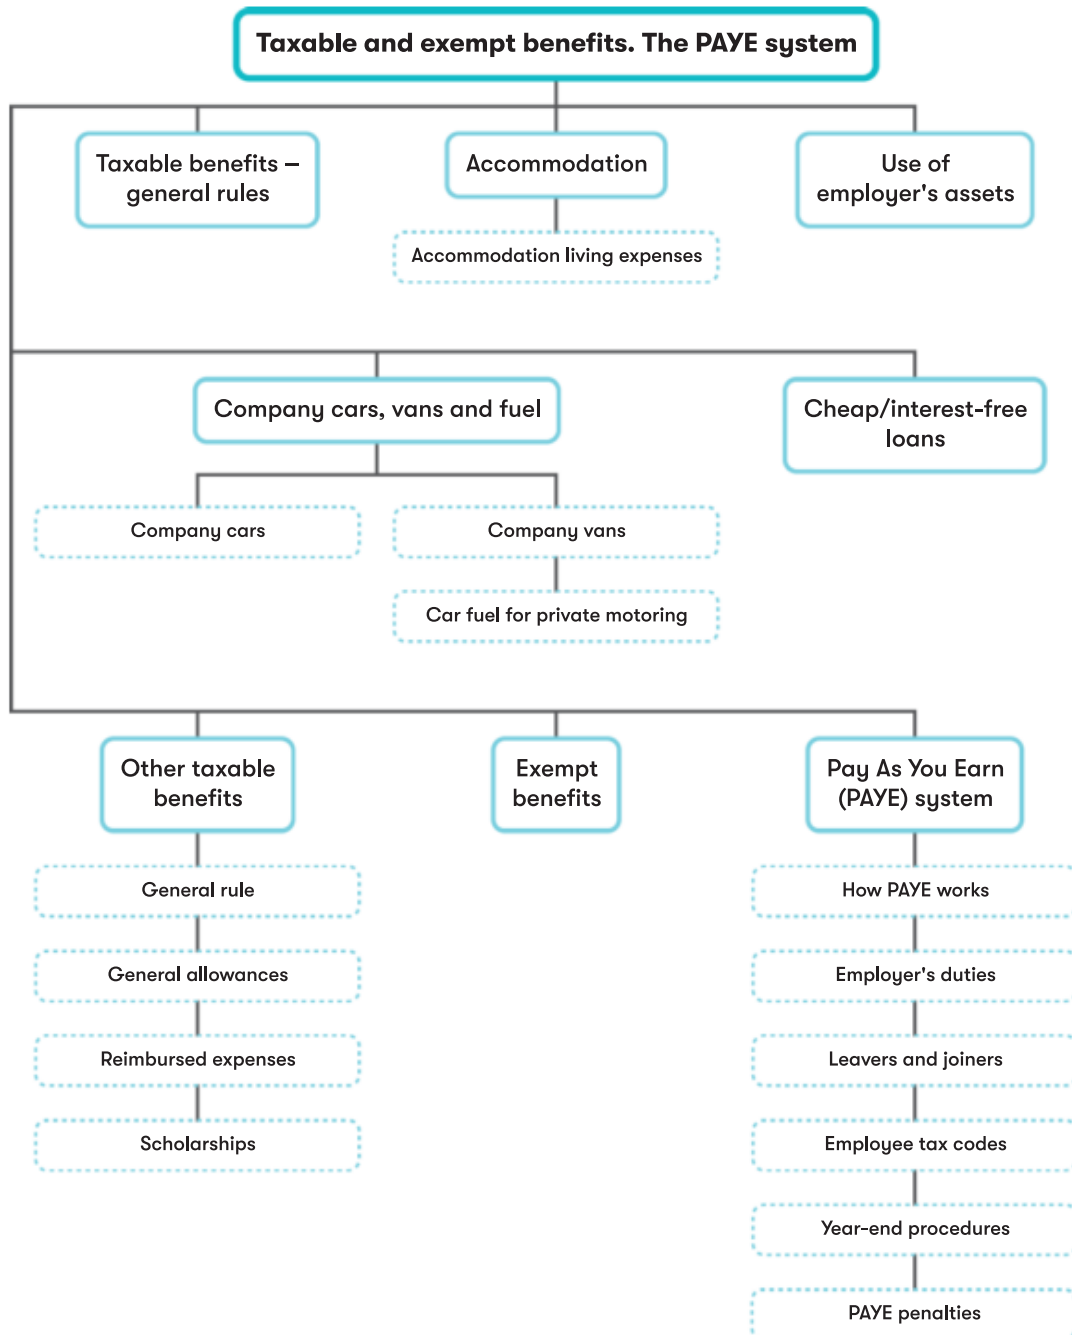 Taxable and exempt benefits. The PAYE system
Taxable benefits –
general rules
Accommodation
Accommodation living expenses
Use of
employer's assets
Company cars, vans and fuel
Company cars
Company vans
Car fuel for private motoring
Cheap/interest-free
loans
Other taxable
benefits
General rule
General allowances
Reimbursed expenses
Scholarships
Exempt
benefits
Pay As You Earn
(PAYE) system
How PAYE works
Employer's duties
Leavers and joiners
Employee tax codes
Year-end procedures
PAYE penalties